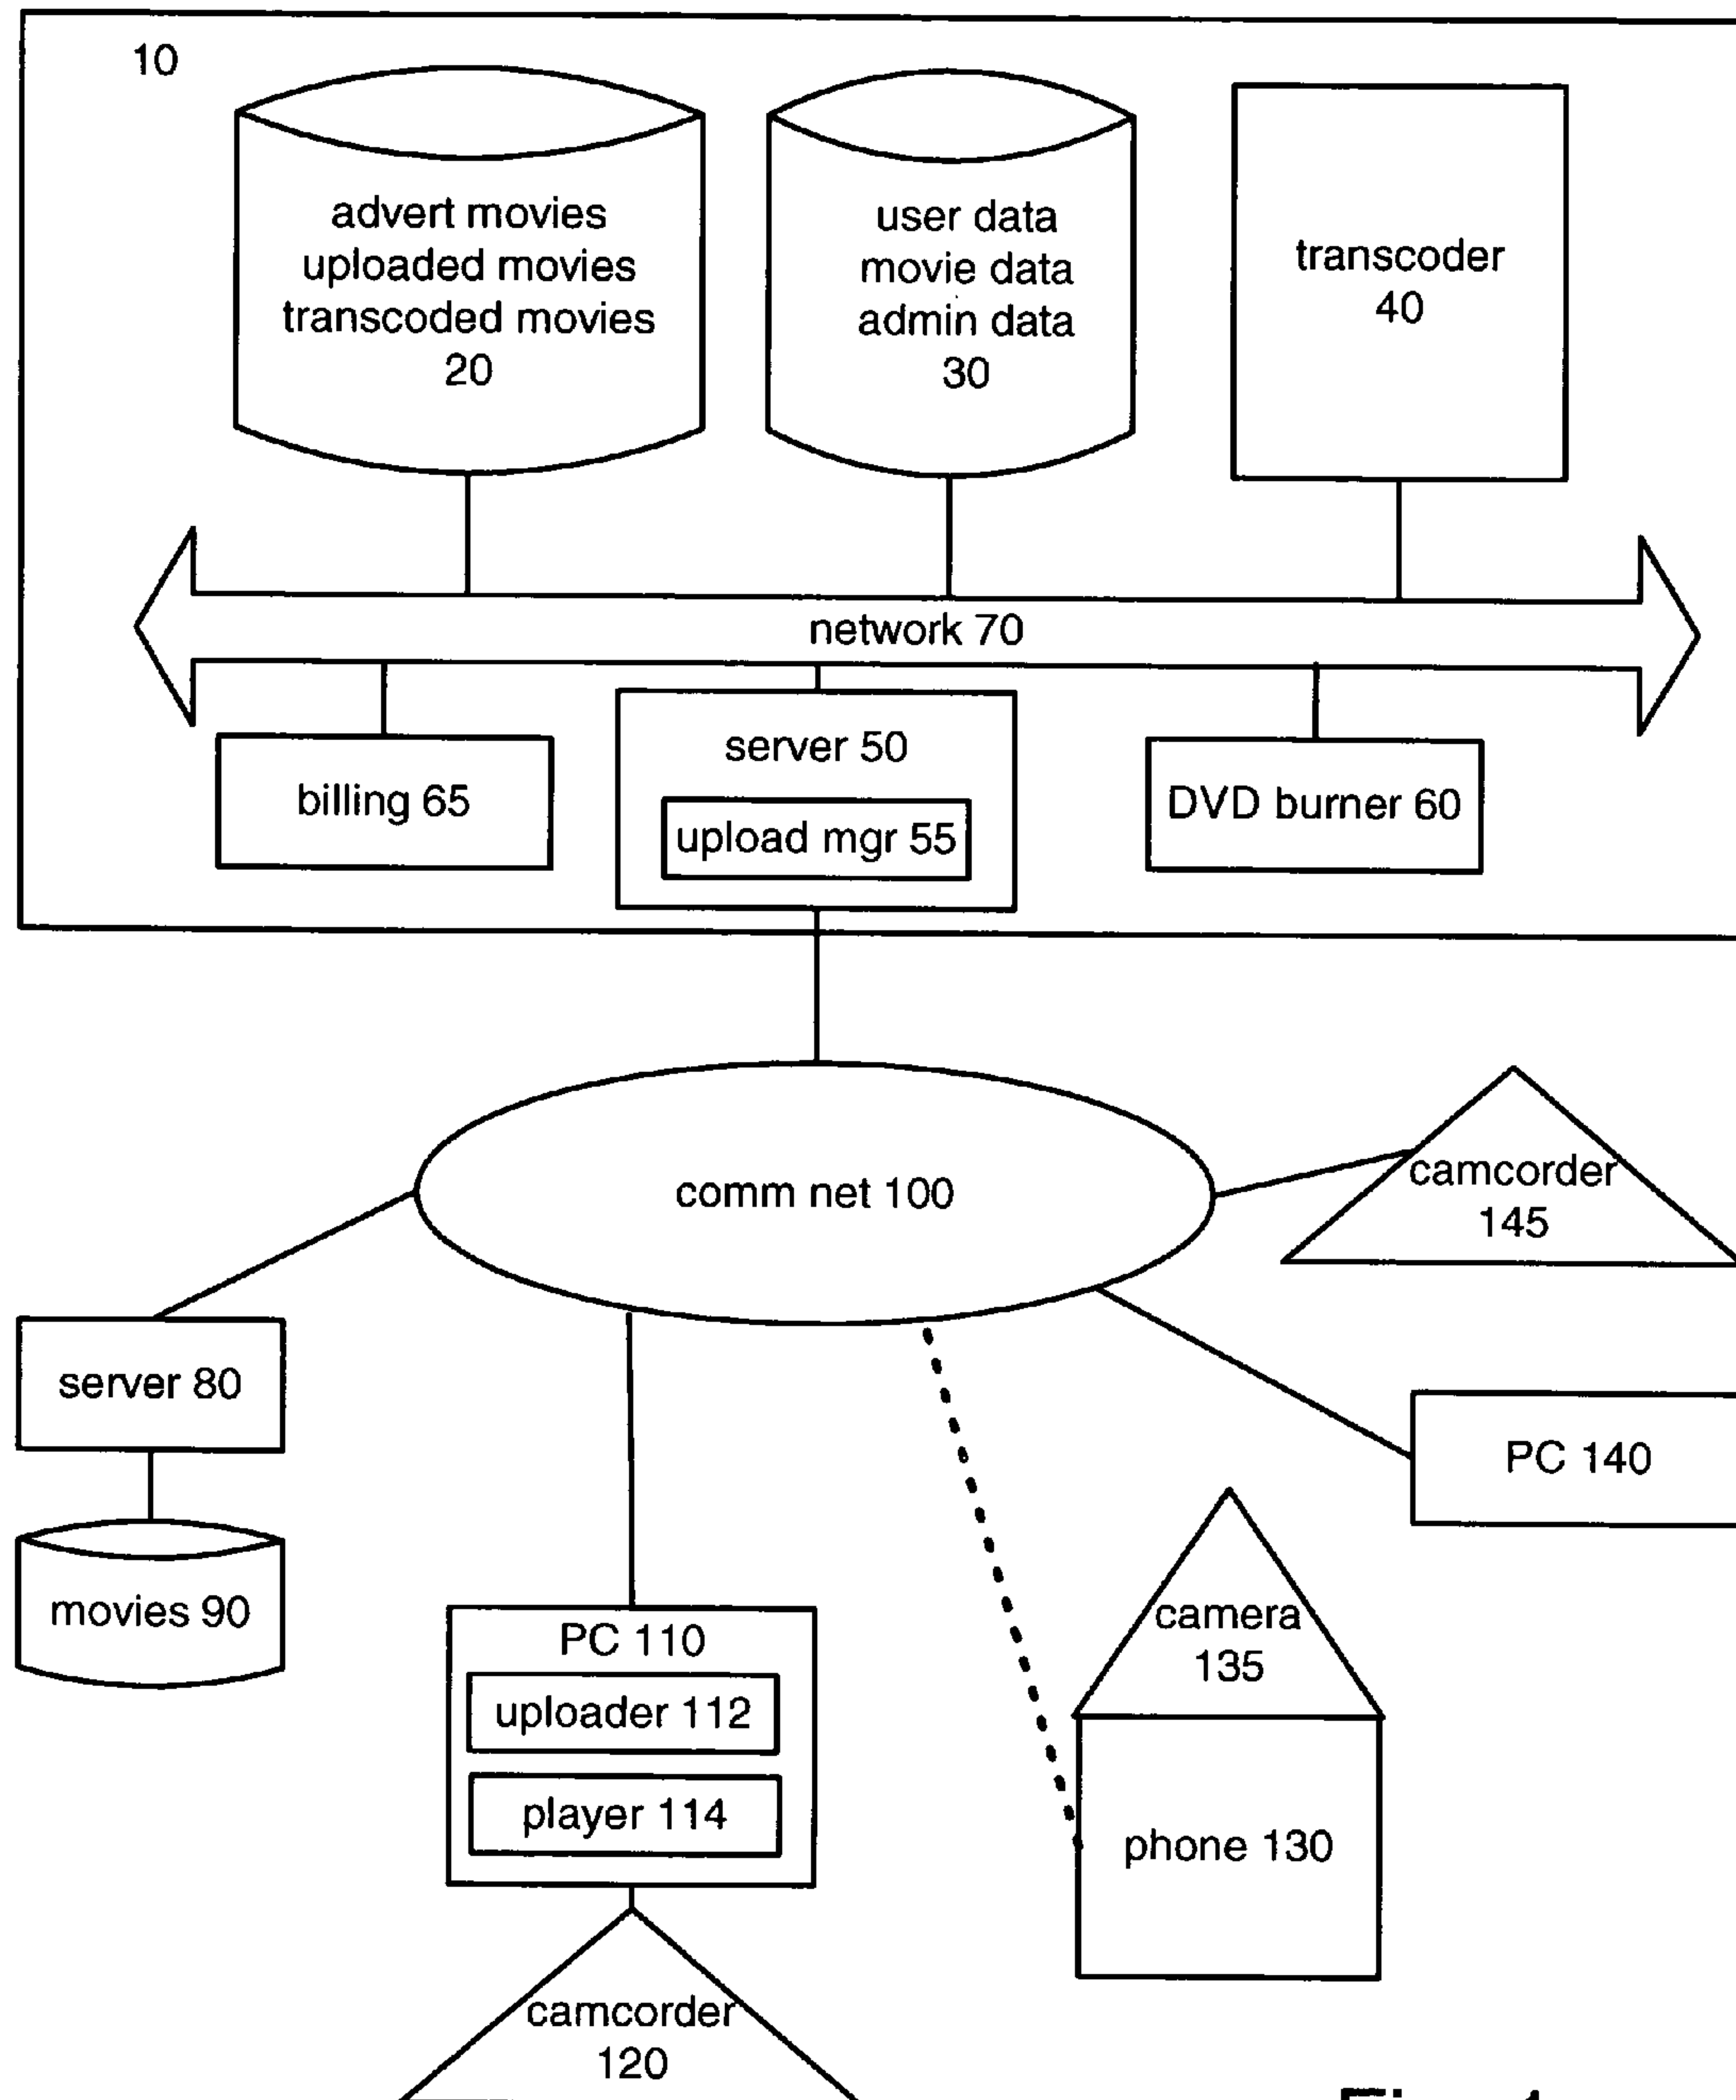 10
advert movies
uploaded movies
transcoded movies
20
user data
movie data
admin data
30
transcoder
40
network 70
billing 65
server 50
upload mgr 55
DVD burner 60
comm net 100
camcorder
145
server 80
PC 140
movies 90
camera
135
PC 110
uploader 112
player 114
phone 130
camcorder
120